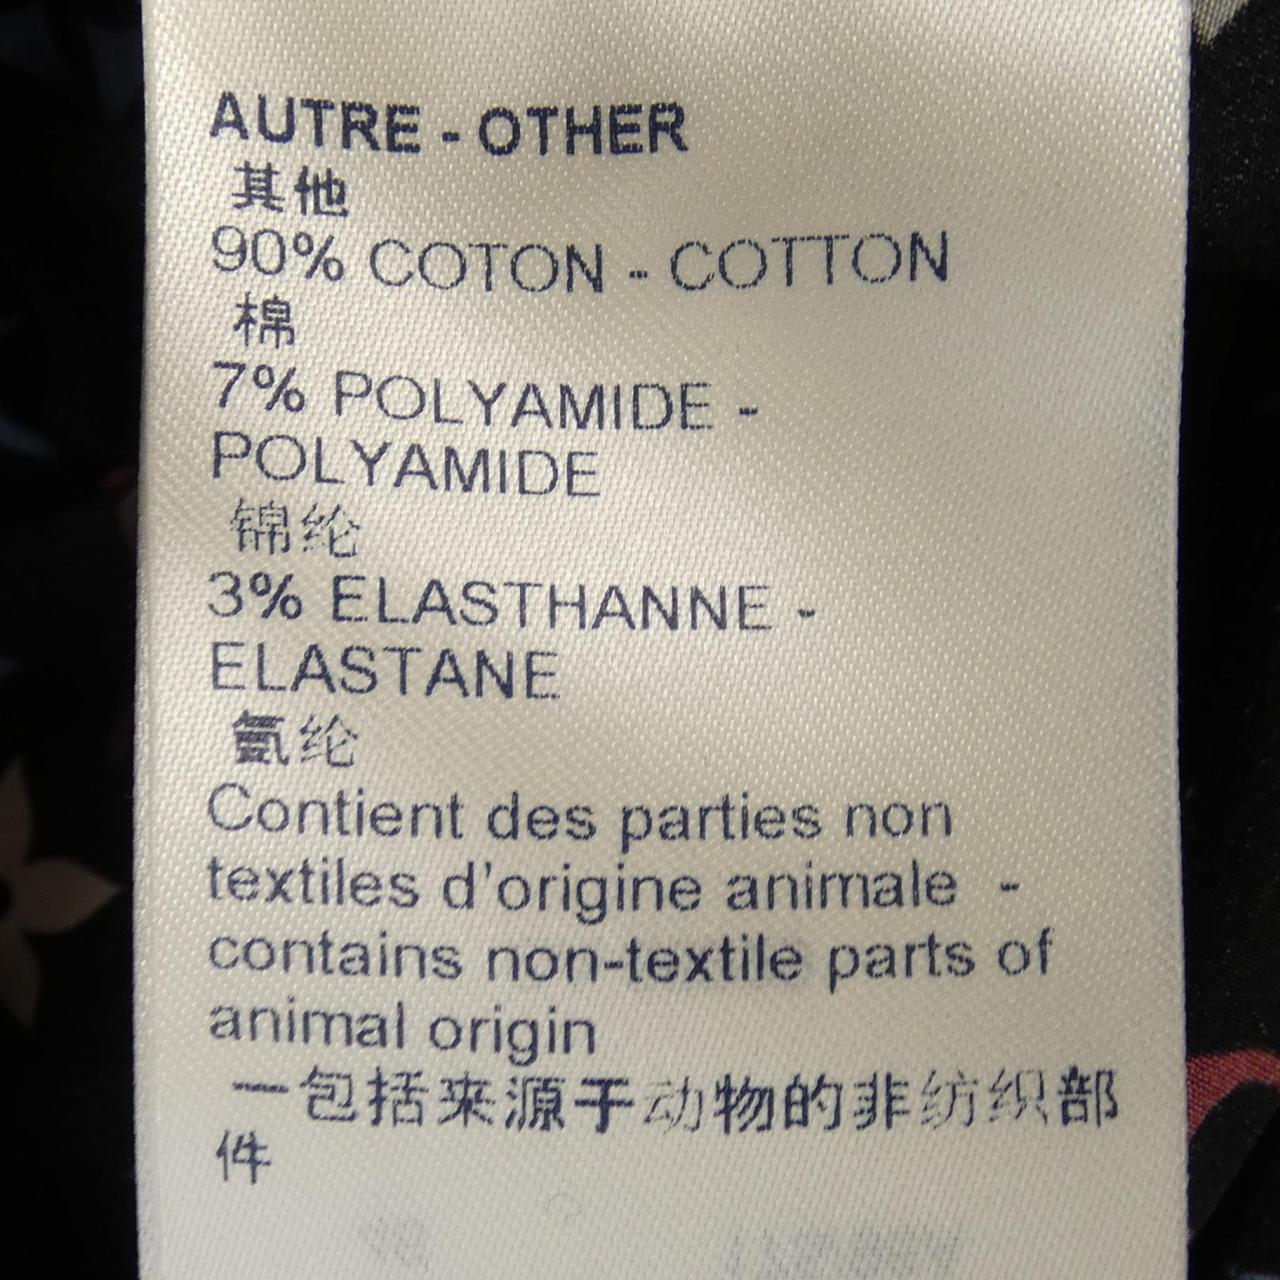 AUTRE - OTHER
其他
90% COTON - COTTON
棉
7% POLYAMIDE -
POLYAMIDE
锦纶
3% ELASTHANNE -
ELASTANE
氨纶
Contient des parties non
textiles d'origine animale -
contains non-textile parts of
animal origin
一包括来源于动物的非纺织部
件